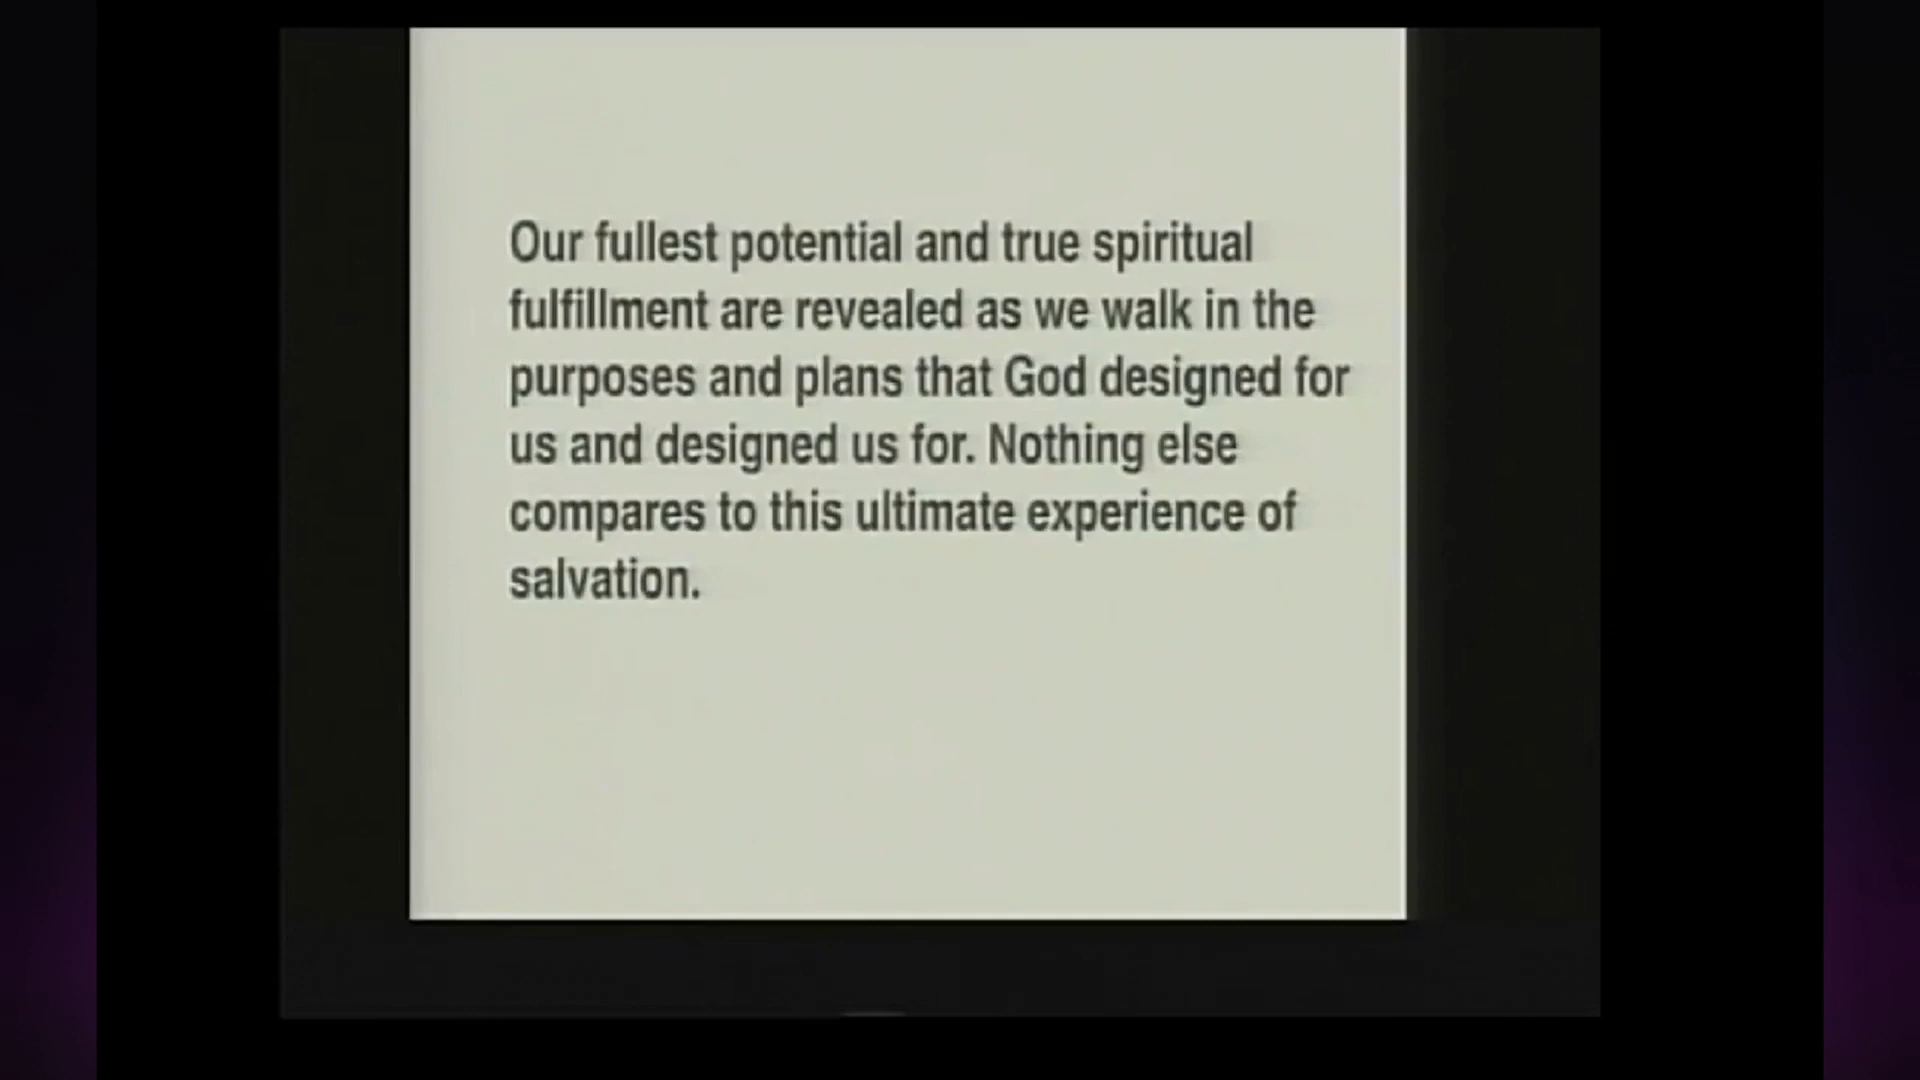 Our fullest potential and true spiritual
fulfillment are revealed as we walk in the
purposes and plans that God designed for
us and designed us for. Nothing else
compares to this ultimate experience of
salvation.